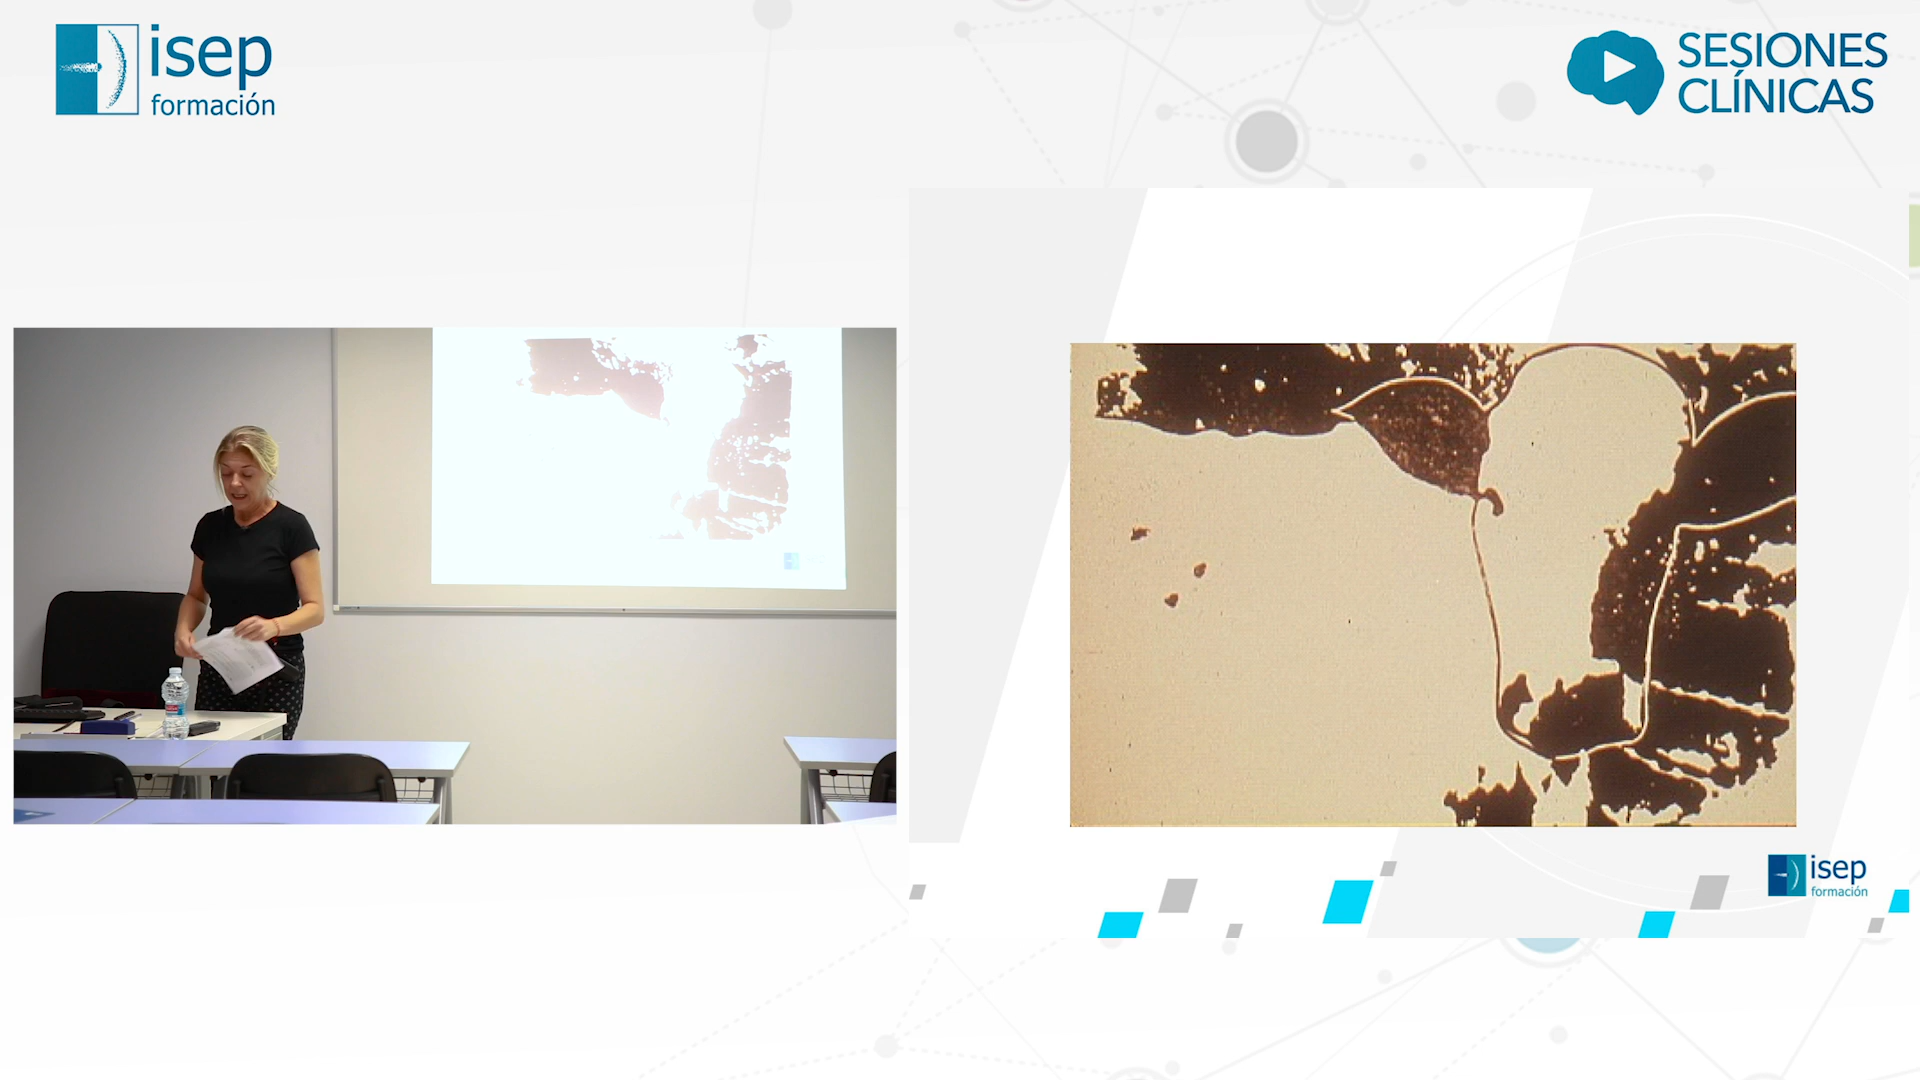 isep
formación
SESIONES
CLÍNICAS
isep
formación